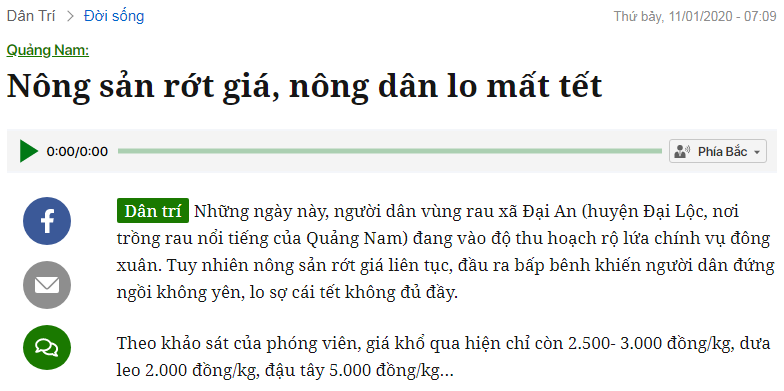 Dân Trí > Đời sống
Thứ bảy, 11/01/2020 - 07:09
Quảng Nam:
Nông sản rớt giá, nông dân lo mất tết
0:00/0:00
Phía Bắc
Dân trí Những ngày này, người dân vùng rau xã Đại An (huyện Đại Lộc, nơi
trồng rau nổi tiếng của Quảng Nam) đang vào độ thu hoạch rộ lứa chính vụ đông
xuân. Tuy nhiên nông sản rớt giá liên tục, đầu ra bấp bênh khiến người dân đứng
ngồi không yên, lo sợ cái tết không đủ đầy.
Theo khảo sát của phóng viên, giá khổ qua hiện chỉ còn 2.500- 3.000 đồng/kg, dưa
leo 2.000 đồng/kg, đậu tây 5.000 đồng/kg...